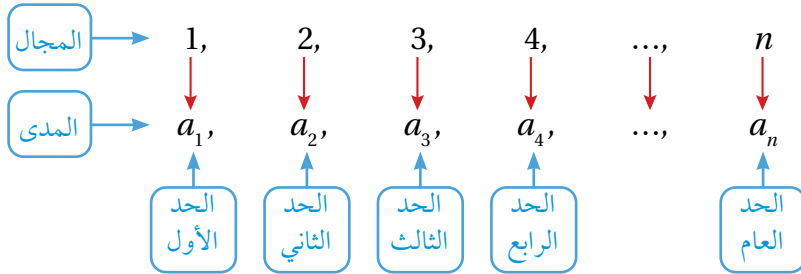 المجال 1, 2, 3, 4, ..., n
المدى a₁, a₂, a₃, a₄, ..., aₙ
الحد الأول
الحد الثاني
الحد الثالث
الحد الرابع
الحد العام